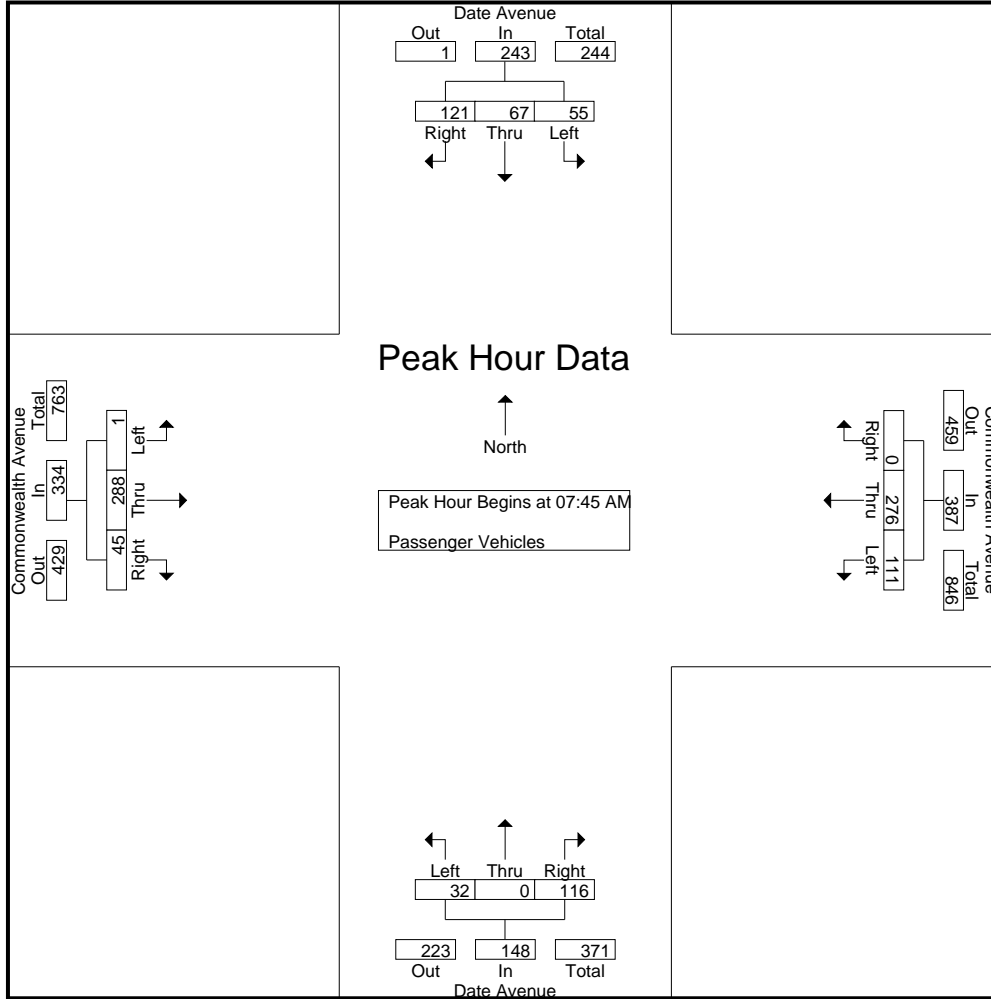 Date Avenue
Out In Total
1 243 244
121 67 55
Right Thru Left
Peak Hour Data
North
Peak Hour Begins at 07:45 AM
Passenger Vehicles
Commonwealth Avenue
Total In Out
763 334 429
1 288 45
Left Thru Right
Right Thru Left
0 276 111
459 387 846
Out In Total
Commonwealth Avenue
Left Thru Right
32 0 116
223 148 371
Out In Total
Date Avenue